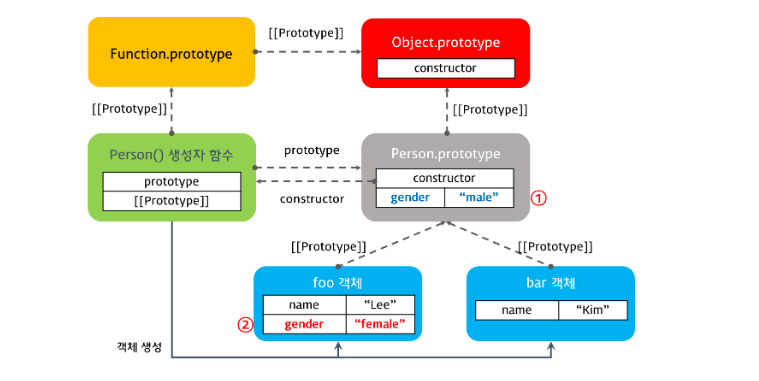 [[Prototype]]
Function.prototype
Object.prototype
constructor
[[Prototype]]
[[Prototype]]
Person() 생성자 함수
prototype
[[Prototype]]
prototype
constructor
Person.prototype
constructor
gender “male”
①
[[Prototype]]
[[Prototype]]
foo 객체
name “Lee”
② gender “female”
bar 객체
name “Kim”
객체 생성